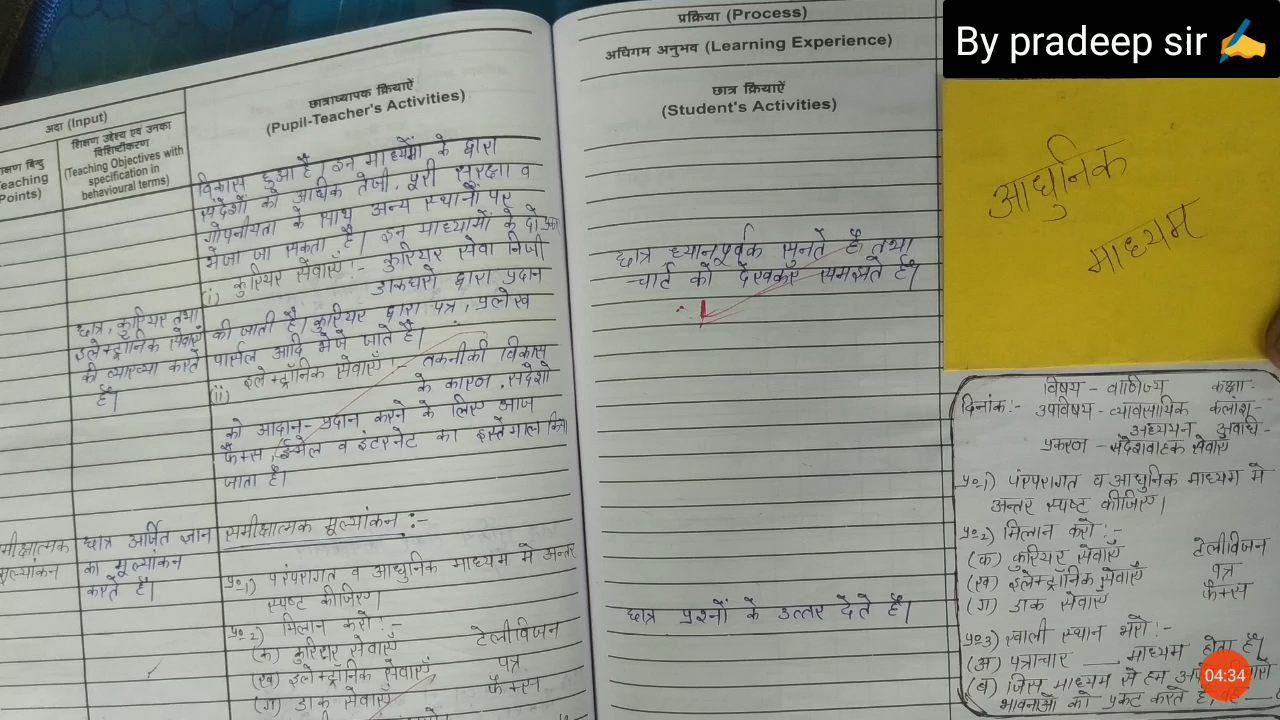 अदा (Input)
शिक्षण बिन्दु
Teaching
Points)
शिक्षण उद्देश्य एवं उनका
विशिष्टीकरण
(Teaching Objectives with
specification in
behavioural terms)
छात्राध्यापक क्रियाऐं
(Pupil-Teacher's Activities)
विकास हुआ है। इन माध्यमों के द्वारा
संदेशों को अधिक तेजी, पूरी सुरक्षा व
गोपनीयता के साथ अन्य स्थानों पर
भेजा जा सकता है। इन माध्यमों के दो प्रकार
(i) कुरियर सेवाएँ:- कुरियर सेवा निजी
डाकघरो द्वारा प्रदान
की जाती है। कुरियर द्वारा पत्र, प्रलेख
पार्सल आदि भेजे जाते है।
(ii) इलेक्ट्रॉनिक सेवाएँ:- तकनीकी विकास
के कारण, संदेशो
को आदान-प्रदान करने के लिए आज
फैक्स, ईमेल व इंटरनेट का इस्तेमाल किया
जाता है।
छात्र, कुरियर तथा
इलेक्ट्रॉनिक सेवाएँ
की व्याख्या करते
हैं।
समीक्षात्मक
मूल्यांकन
छात्र अर्जित ज्ञान
का मूल्यांकन
करते हैं।
समीक्षात्मक मूल्यांकन :-
प्र०1) परंपरागत व आधुनिक माध्यम मे अन्तर
स्पष्ट कीजिए।
प्र०2) मिलान करो:-
(क) कुरियर सेवाएँ टेलीविजन
(ख) इलेक्ट्रॉनिक सेवाएँ पत्र
(ग) डाक सेवाएँ फैक्स
प्रक्रिया (Process)
अधिगम अनुभव (Learning Experience)
छात्र क्रियाऐं
(Student's Activities)
छात्र ध्यानपूर्वक सुनते है तथा
चार्ट को देखकर समझते हैं।
छात्र प्रश्नों के उत्तर देते है।
By pradeep sir ✍
आधुनिक
माध्यम
विषय - वाणिज्य कक्षा-
दिनांक:- उपविषय - व्यावसायिक कलांश-
अध्ययन अवधि-
प्रकरण - संदेशवाहक सेवाएँ
प्र०1) परंपरागत व आधुनिक माध्यम मे
अन्तर स्पष्ट कीजिए।
प्र०2) मिलान करो:-
(क) कुरियर सेवाएँ टेलीविजन
(ख) इलेक्ट्रॉनिक सेवाएँ पत्र
(ग) डाक सेवाएँ फैक्स
प्र०3) खाली स्थान भरो:-
(अ) पत्राचार ___ माध्यम होता है।
(ब) जिस माध्यम से हम
भावनाओं को प्रकट करते है,
04:34